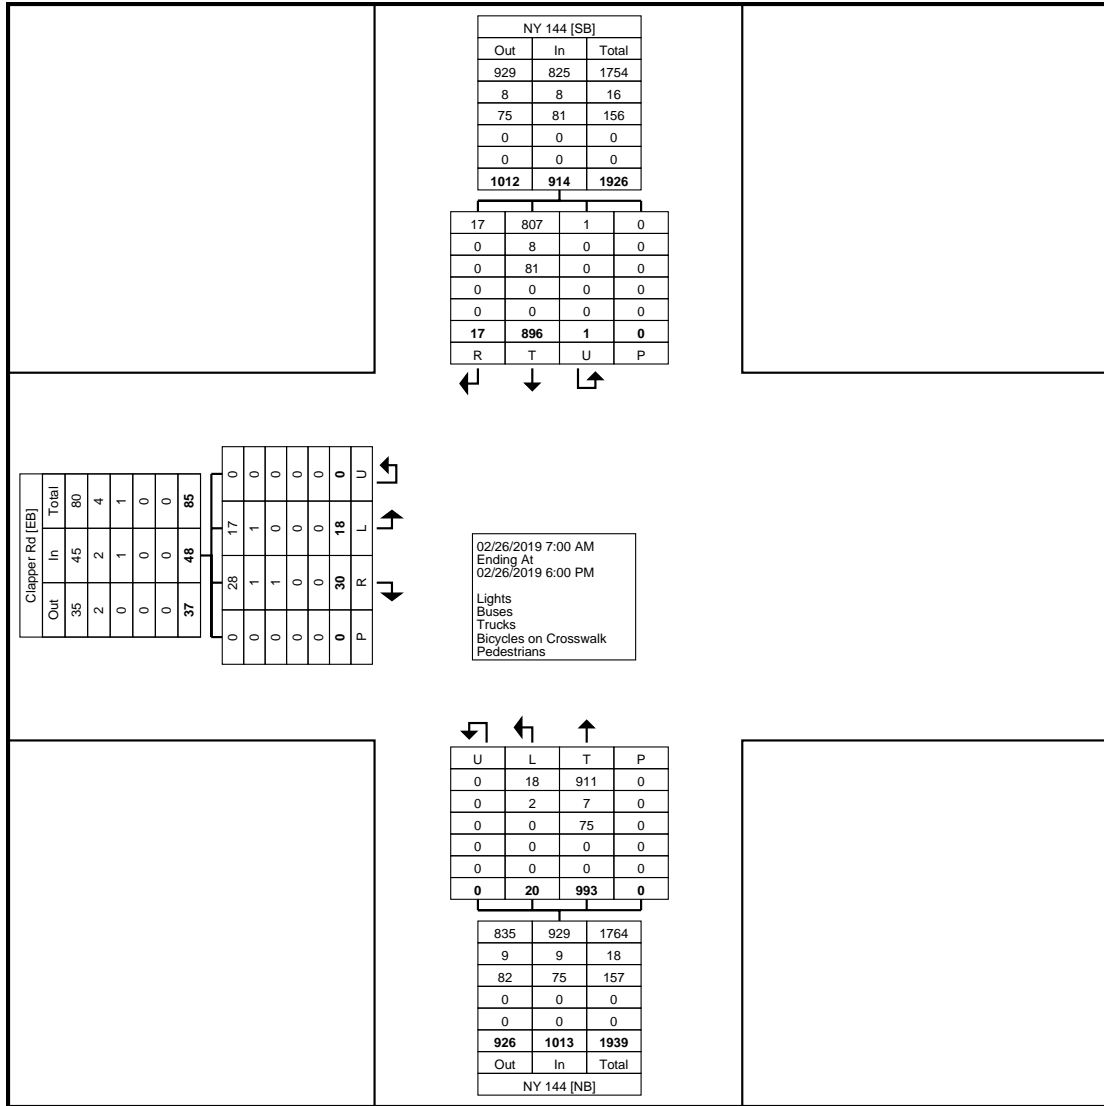 NY 144 [SB]
Out In Total
929 825 1754
8 8 16
75 81 156
0 0 0
0 0 0
1012 914 1926
17 807 1 0
0 8 0 0
0 81 0 0
0 0 0 0
0 0 0 0
17 896 1 0
R T U P
Clapper Rd [EB]
Out In Total
35 45 80
2 2 4
0 1 1
0 0 0
0 0 0
37 48 85
0 28 17 0
0 1 1 0
0 1 0 0
0 0 0 0
0 0 0 0
0 30 18 0
P R L U
02/26/2019 7:00 AM
Ending At
02/26/2019 6:00 PM
Lights
Buses
Trucks
Bicycles on Crosswalk
Pedestrians
U L T P
0 18 911 0
0 2 7 0
0 0 75 0
0 0 0 0
0 0 0 0
0 20 993 0
835 929 1764
9 9 18
82 75 157
0 0 0
0 0 0
926 1013 1939
Out In Total
NY 144 [NB]